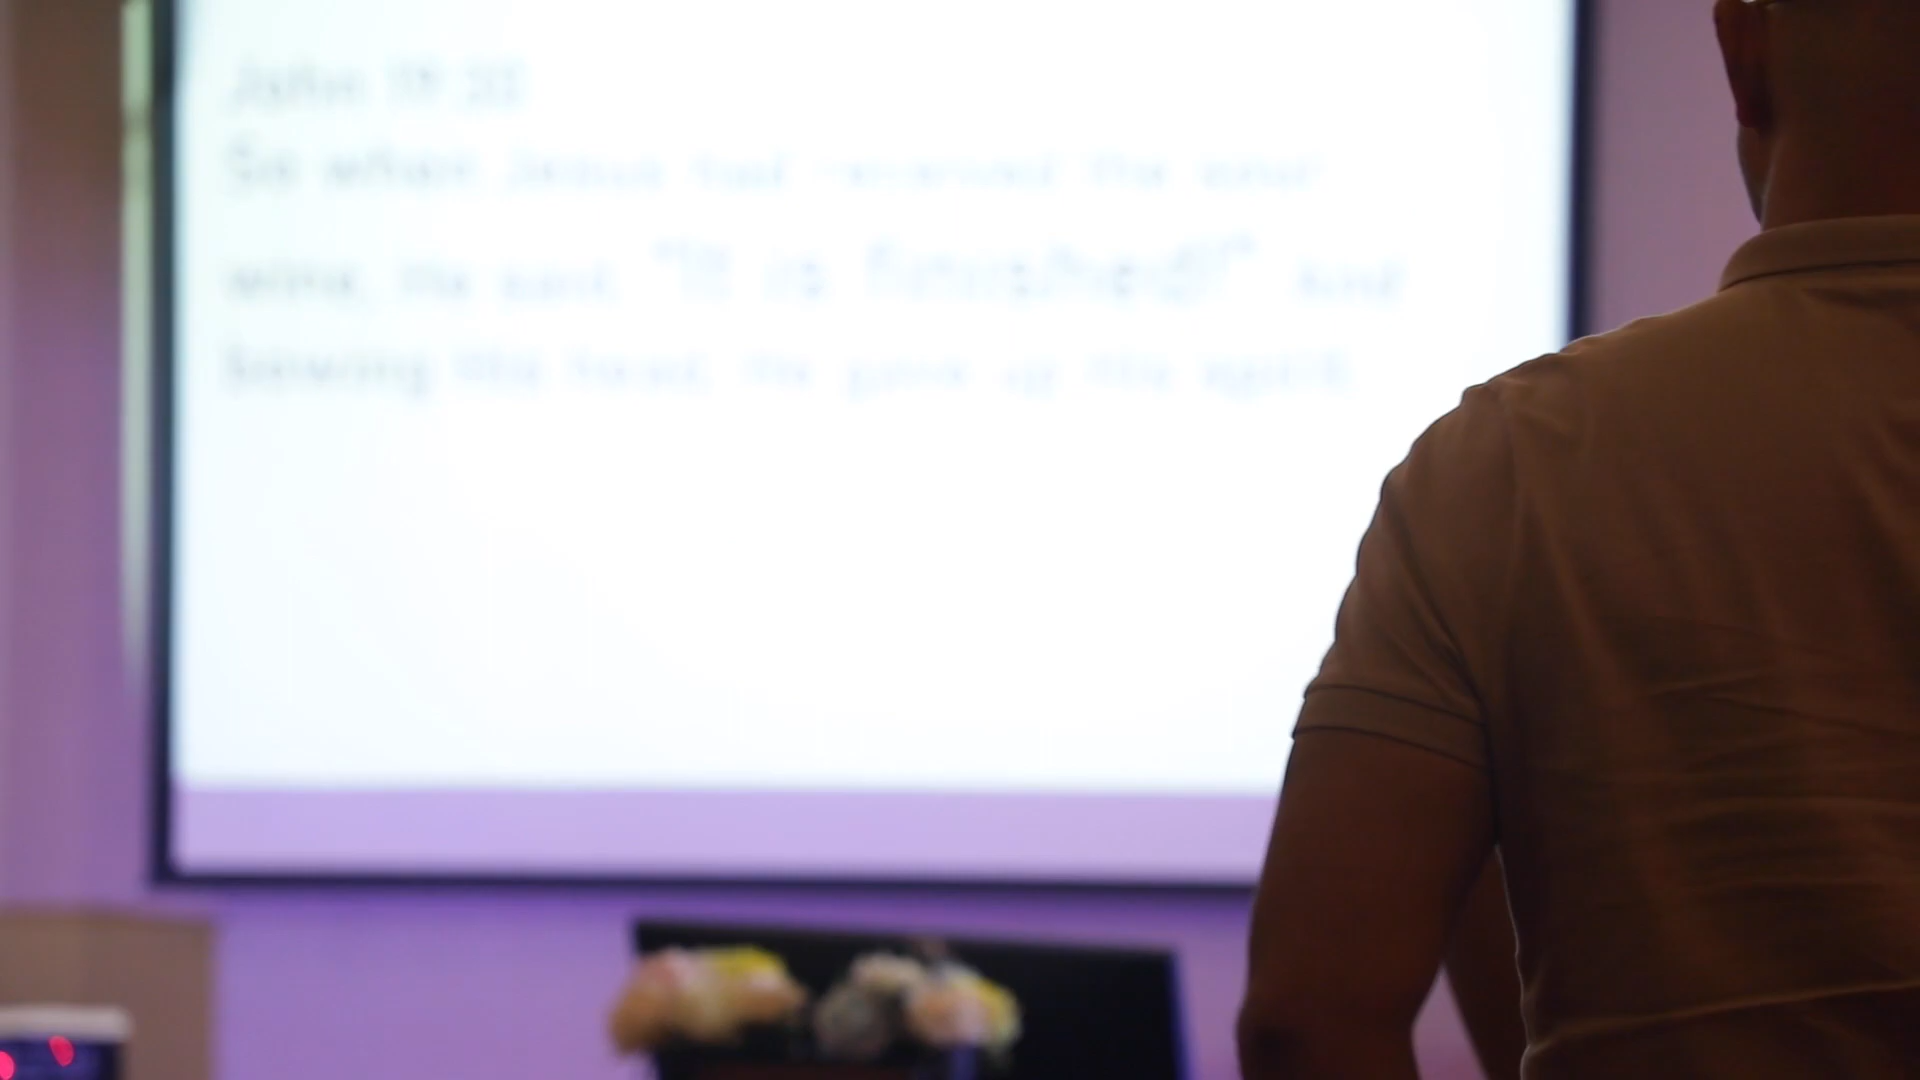 John 19
So when Jesus had received the sour
wine, He said, "It is finished!" And
bowing His head, He gave up His spirit.